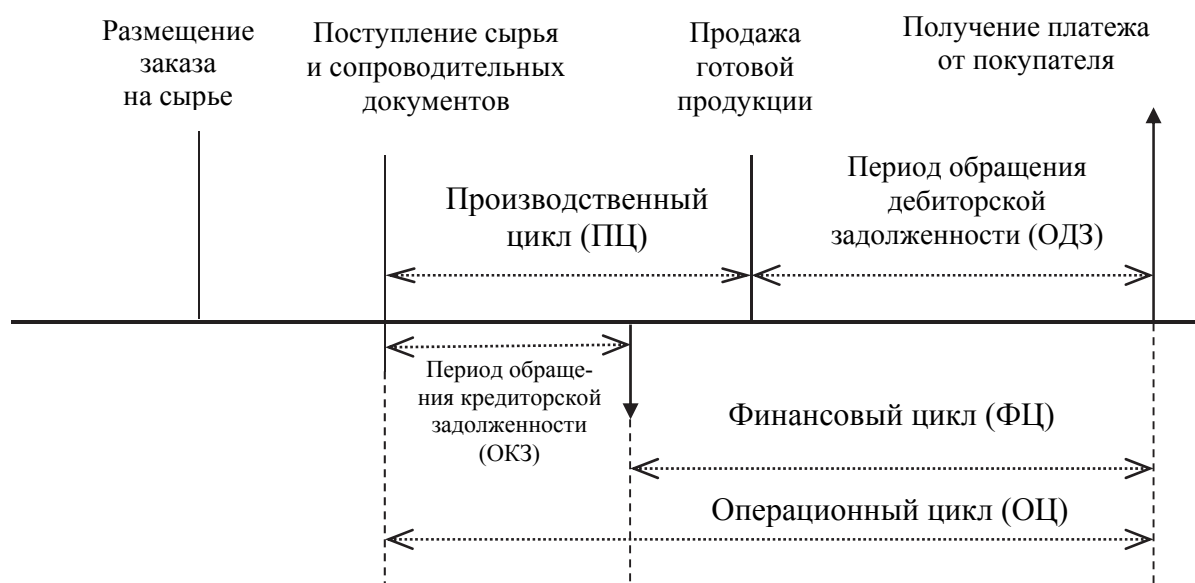 Размещение
заказа
на сырье
Поступление сырья
и сопроводительных
документов
Продажа
готовой
продукции
Получение платежа
от покупателя
Производственный
цикл (ПЦ)
Период обращения
дебиторской
задолженности (ОДЗ)
Период обраще-
ния кредиторской
задолженности
(ОКЗ)
Финансовый цикл (ФЦ)
Операционный цикл (ОЦ)